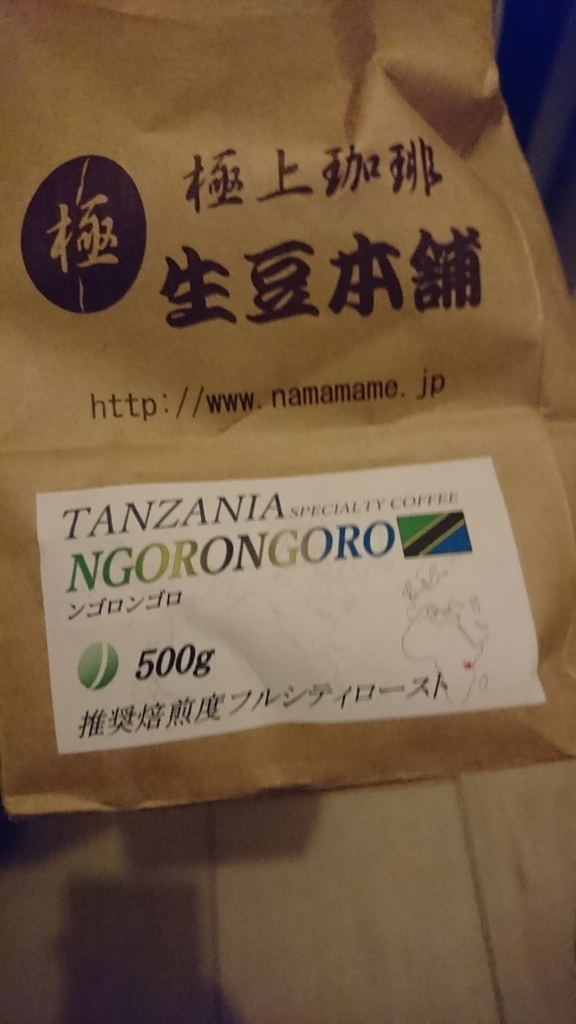 極
極上珈琲
生豆本舗
http://www.namamame.jp
TANZANIA SPECIALTY COFFEE
NGORONGORO
ンゴロンゴロ
500g
推奨焙煎度フルシティロースト